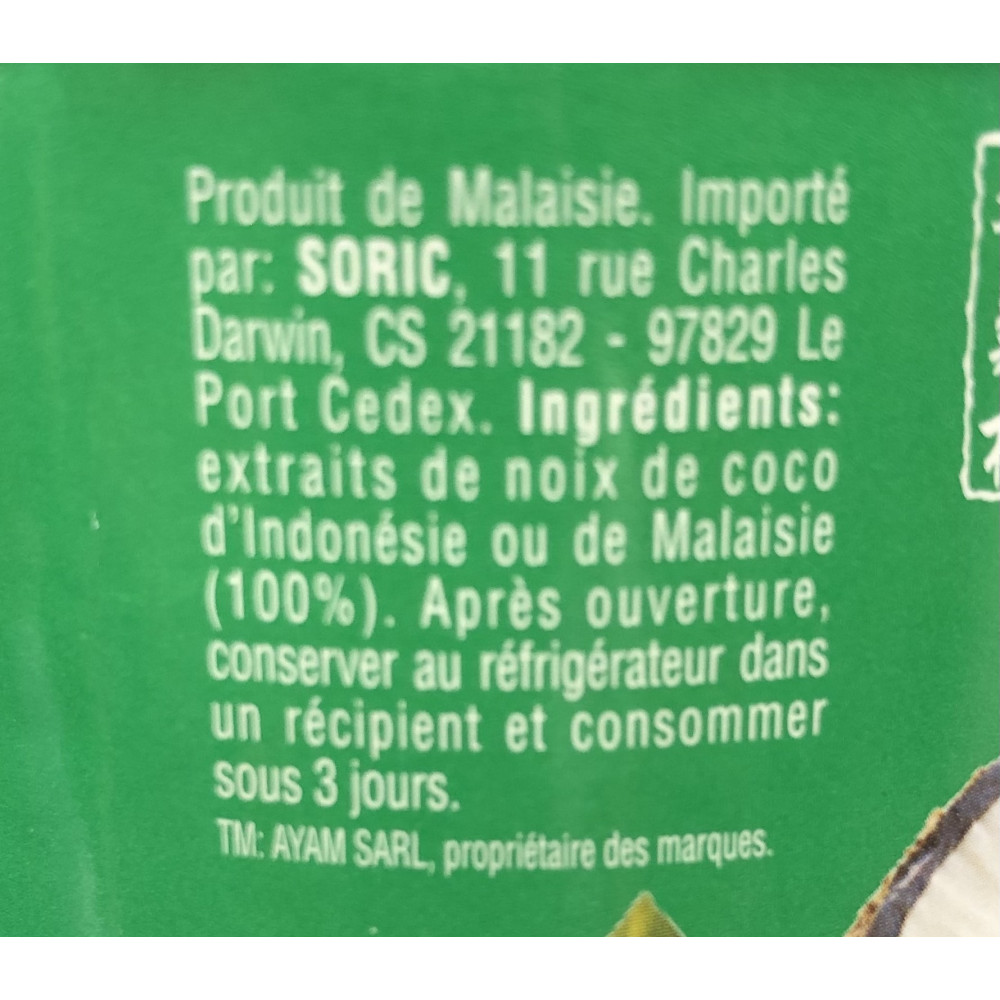 Produit de Malaisie. Importé
par: SORIC, 11 rue Charles
Darwin, CS 21182 - 97829 Le
Port Cedex. Ingrédients:
extraits de noix de coco
d'Indonésie ou de Malaisie
(100%). Après ouverture,
conserver au réfrigérateur dans
un récipient et consommer
sous 3 jours.
TM: AYAM SARL, propriétaire des marques.